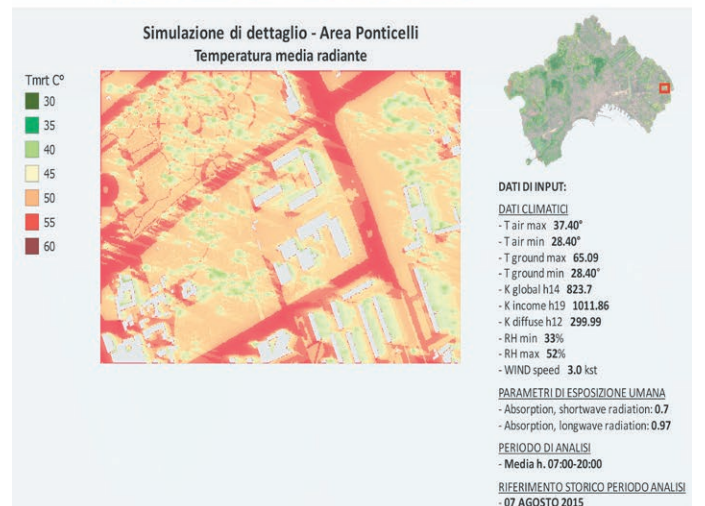 Simulazione di dettaglio - Area Ponticelli
Temperatura media radiante
Tmrt C°
30
35
40
45
50
55
60
DATI DI INPUT:
DATI CLIMATICI
- T air max 37.40°
- T air min 28.40°
- T ground max 65.09
- T ground min 28.40°
- K global h14 823.7
- K income h19 1011.86
- K diffuse h12 299.99
- RH min 33%
- RH max 52%
- WIND speed 3.0 kst
PARAMETRI DI ESPOSIZIONE UMANA
- Absorption, shortwave radiation: 0.7
- Absorption, longwave radiation: 0.97
PERIODO DI ANALISI
- Media h. 07:00-20:00
RIFERIMENTO STORICO PERIODO ANALISI
- 07 AGOSTO 2015